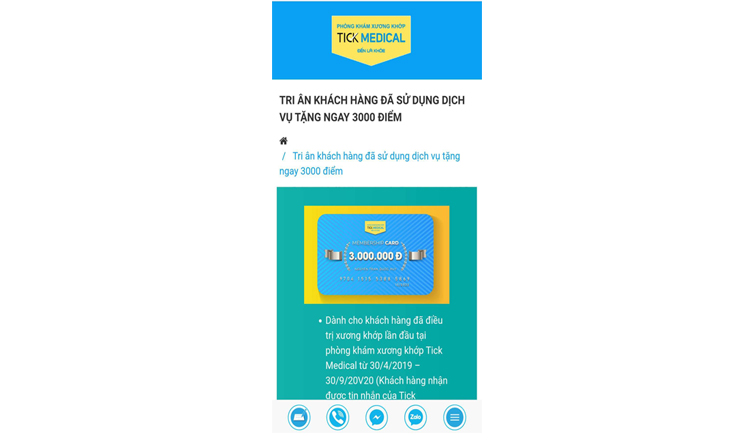 PHÒNG KHÁM XƯƠNG KHỚP
TICK MEDICAL
ĐẾN LÀ KHỎE
TRI ÂN KHÁCH HÀNG ĐÃ SỬ DỤNG DỊCH
VỤ TẶNG NGAY 3000 ĐIỂM
/ Tri ân khách hàng đã sử dụng dịch vụ tặng
ngay 3000 điểm
TICK MEDICAL
MEMBERSHIP CARD
3.000.000 Đ
• Dành cho khách hàng đã điều
trị xương khớp lần đầu tại
phòng khám xương khớp Tick
Medical từ 30/4/2019 –
30/9/20V20 (Khách hàng nhận
được tin nhắn của Tick
Zalo